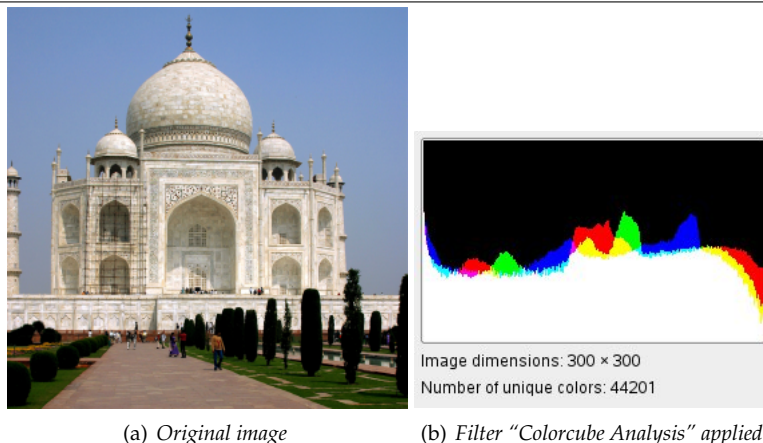 Image dimensions: 300 × 300
Number of unique colors: 44201
(a) Original image
(b) Filter “Colorcube Analysis” applied